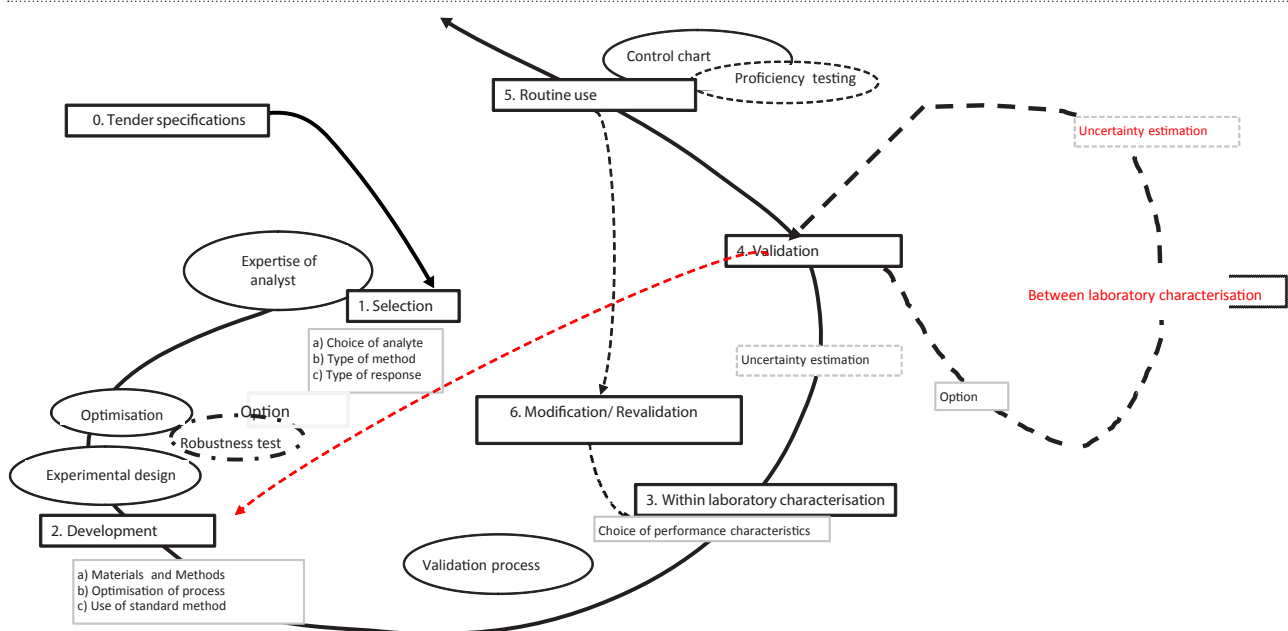 Control chart
Proficiency testing
5. Routine use
0. Tender specifications
Uncertainty estimation
4. Validation
Expertise of
analyst
Between laboratory characterisation
1. Selection
a) Choice of analyte
b) Type of method
c) Type of response
Uncertainty estimation
Option
Optimisation
Option
6. Modification/ Revalidation
Robustness test
Experimental design
3. Within laboratory characterisation
2. Development
Choice of performance characteristics
Validation process
a) Materials and Methods
b) Optimisation of process
c) Use of standard method